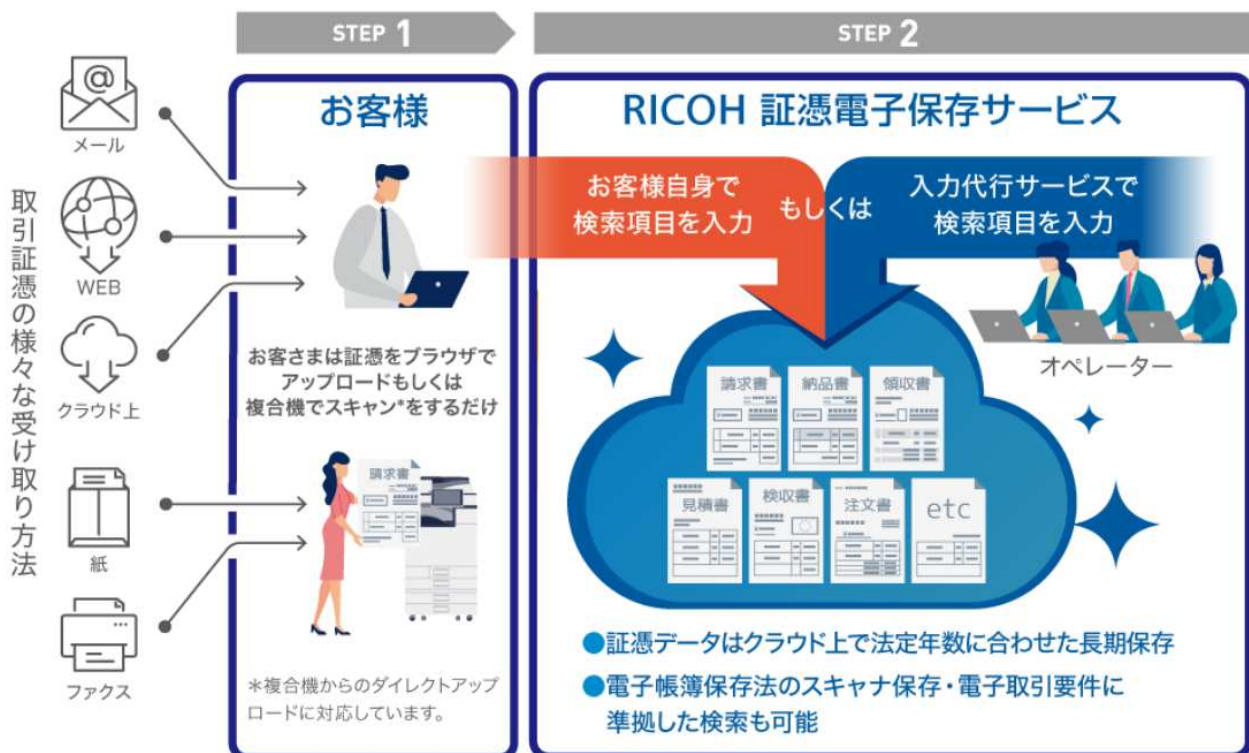 STEP 1
STEP 2
取引証憑の様々な受け取り方法
メール
WEB
クラウド上
紙
ファクス
お客様
お客さまは証憑をブラウザで
アップロードもしくは
複合機でスキャン*をするだけ
請求書
*複合機からのダイレクトアップ
ロードに対応しています。
RICOH 証憑電子保存サービス
お客様自身で
検索項目を入力
もしくは
入力代行サービスで
検索項目を入力
オペレーター
請求書
納品書
領収書
見積書
検収書
注文書
etc
●証憑データはクラウド上で法定年数に合わせた長期保存
●電子帳簿保存法のスキャナ保存・電子取引要件に
準拠した検索も可能